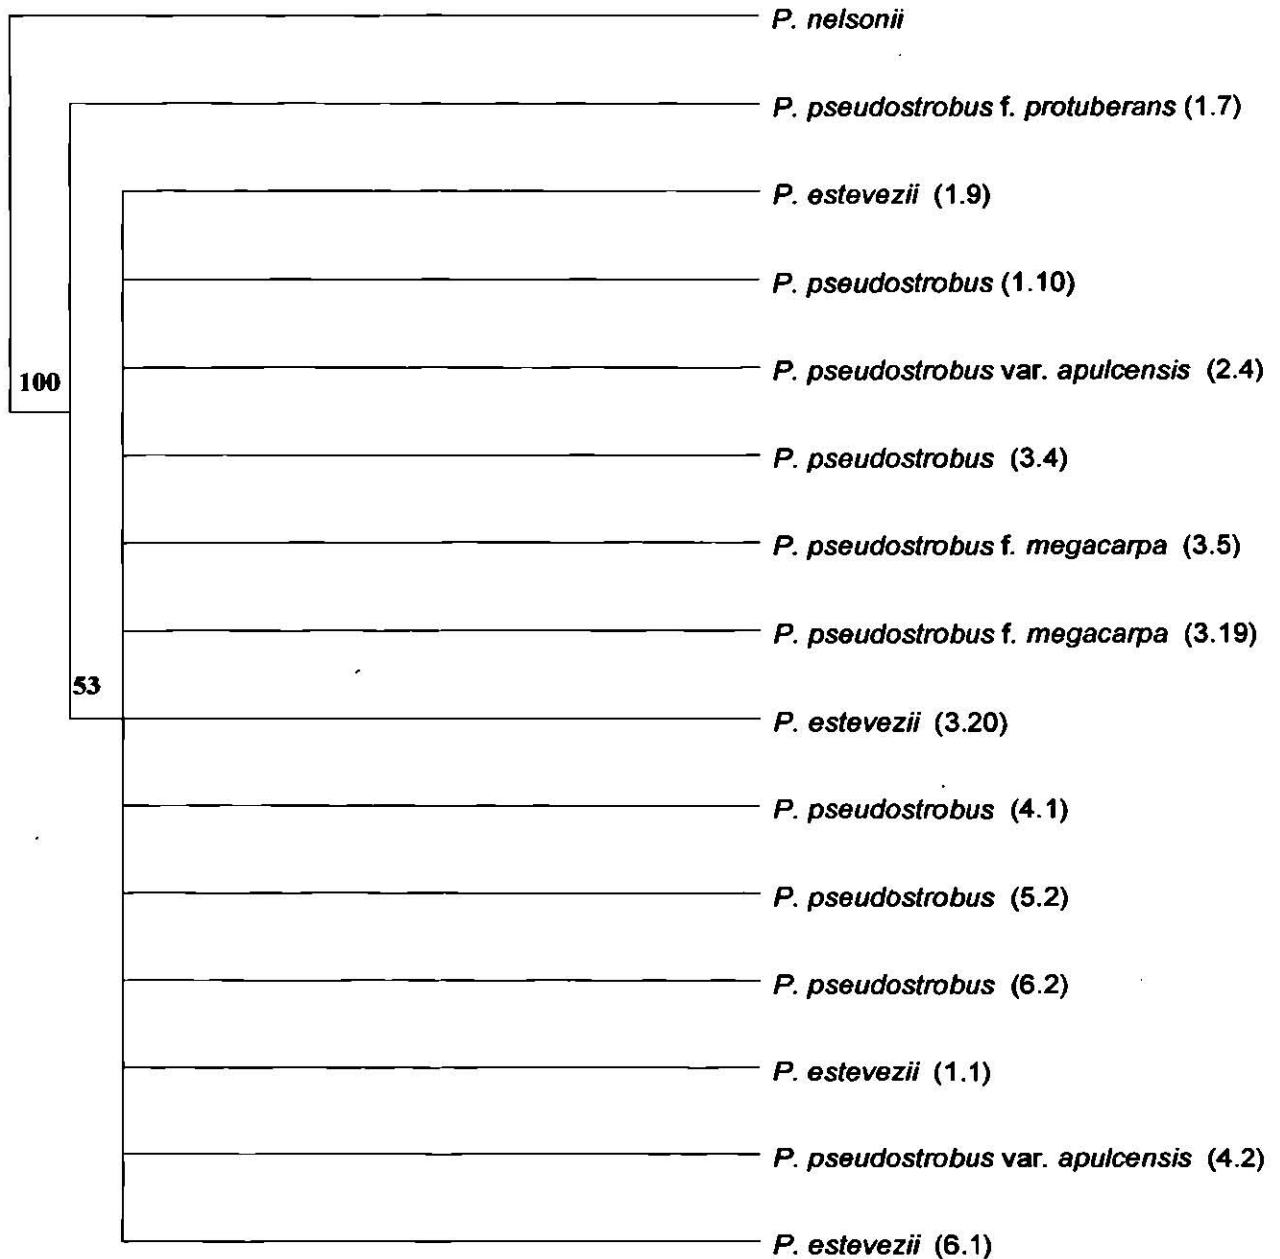 P. nelsonii
P. pseudostrobus f. protuberans (1.7)
P. estevezii (1.9)
P. pseudostrobus (1.10)
P. pseudostrobus var. apulcensis (2.4)
100
P. pseudostrobus (3.4)
P. pseudostrobus f. megacarpa (3.5)
P. pseudostrobus f. megacarpa (3.19)
53
P. estevezii (3.20)
P. pseudostrobus (4.1)
P. pseudostrobus (5.2)
P. pseudostrobus (6.2)
P. estevezii (1.1)
P. pseudostrobus var. apulcensis (4.2)
P. estevezii (6.1)